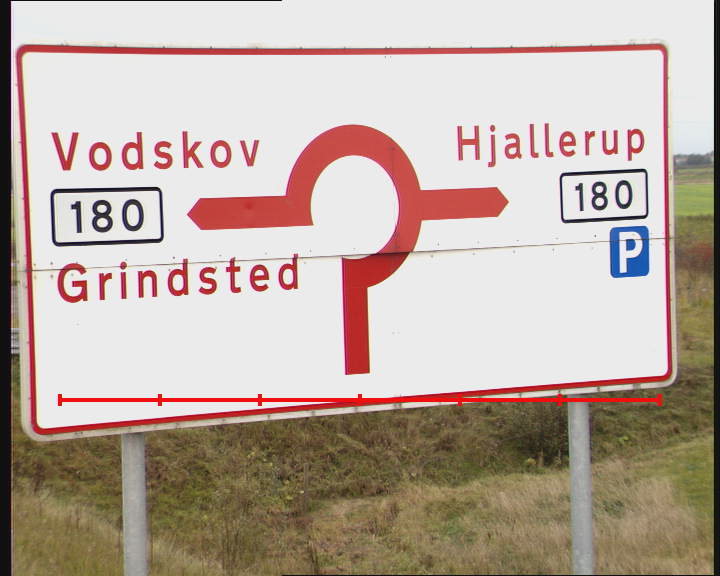 Vodskov
180
Grindsted
Hjallerup
180
P